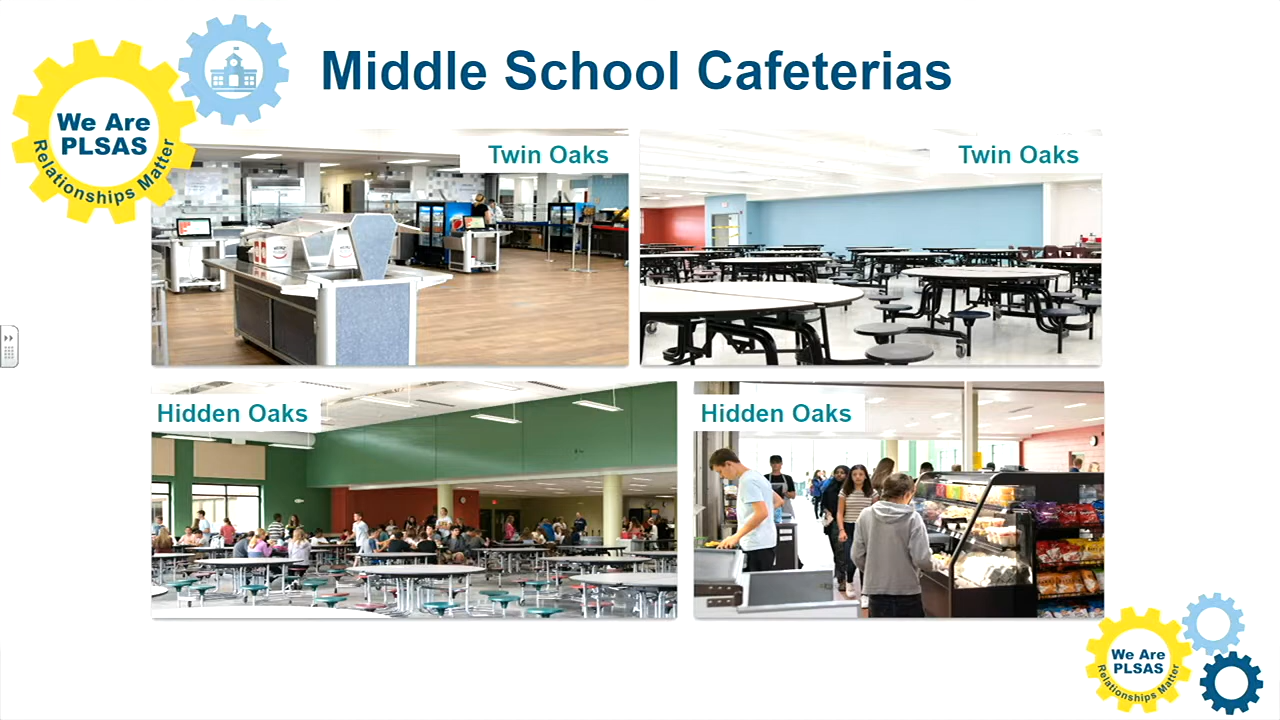 Middle School Cafeterias
We Are
PLSAS
Relationships Matter
Twin Oaks
Twin Oaks
Hidden Oaks
Hidden Oaks
We Are
PLSAS
Relationships Matter